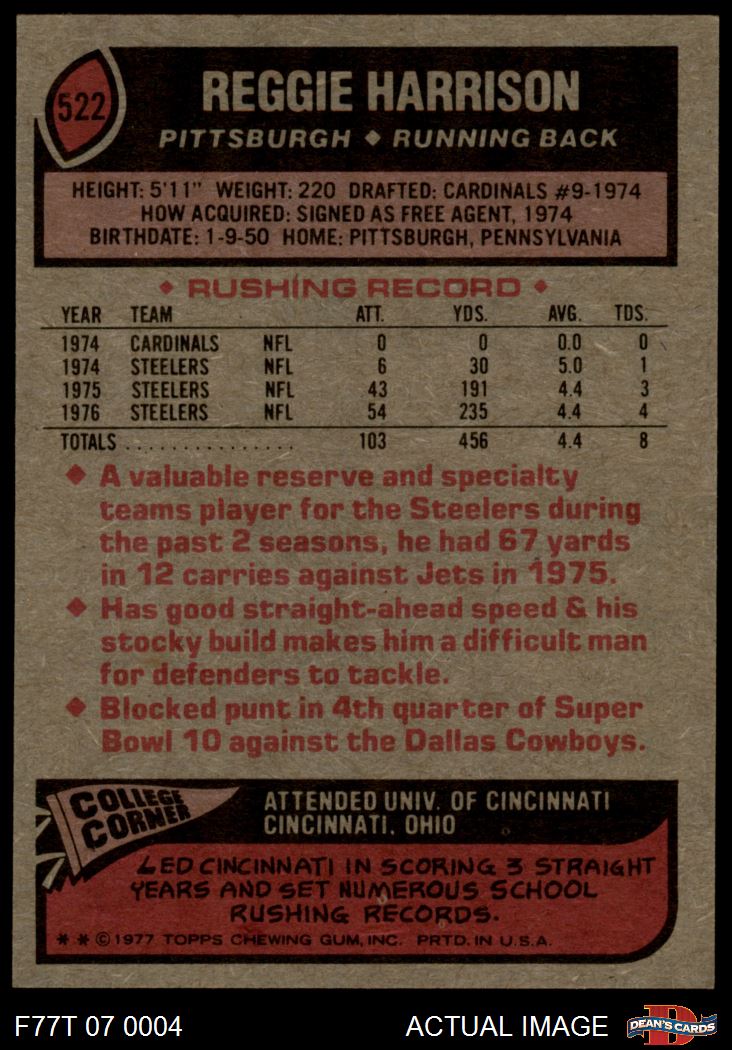 522
REGGIE HARRISON
PITTSBURGH ◆ RUNNING BACK
HEIGHT: 5'11" WEIGHT: 220 DRAFTED: CARDINALS #9-1974
HOW ACQUIRED: SIGNED AS FREE AGENT, 1974
BIRTHDATE: 1-9-50 HOME: PITTSBURGH, PENNSYLVANIA
◆ RUSHING RECORD ◆
YEAR TEAM ATT. YDS. AVG. TDS.
1974 CARDINALS NFL 0 0 0.0 0
1974 STEELERS NFL 6 30 5.0 1
1975 STEELERS NFL 43 191 4.4 3
1976 STEELERS NFL 54 235 4.4 4
TOTALS . . . . . . . . . . . . . . . . 103 456 4.4 8
◆ A valuable reserve and specialty
teams player for the Steelers during
the past 2 seasons, he had 67 yards
in 12 carries against Jets in 1975.
◆ Has good straight-ahead speed & his
stocky build makes him a difficult man
for defenders to tackle.
◆ Blocked punt in 4th quarter of Super
Bowl 10 against the Dallas Cowboys.
COLLEGE
CORNER
ATTENDED UNIV. OF CINCINNATI
CINCINNATI, OHIO
LED CINCINNATI IN SCORING 3 STRAIGHT
YEARS AND SET NUMEROUS SCHOOL
RUSHING RECORDS.
* * © 1977 TOPPS CHEWING GUM, INC. PRTD. IN U.S.A.
F77T 07 0004 ACTUAL IMAGE
D
DEAN'S CARDS